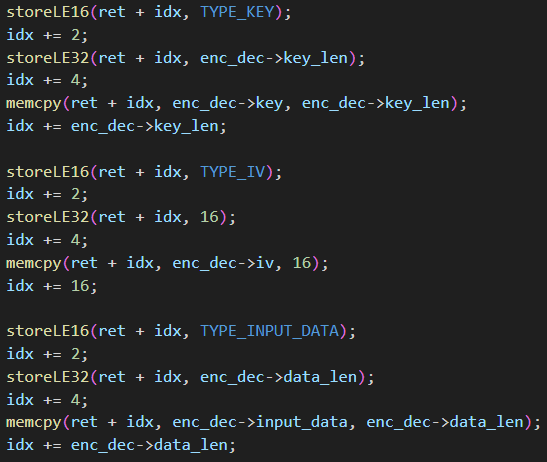 storeLE16(ret + idx, TYPE_KEY);
idx += 2;
storeLE32(ret + idx, enc_dec->key_len);
idx += 4;
memcpy(ret + idx, enc_dec->key, enc_dec->key_len);
idx += enc_dec->key_len;

storeLE16(ret + idx, TYPE_IV);
idx += 2;
storeLE32(ret + idx, 16);
idx += 4;
memcpy(ret + idx, enc_dec->iv, 16);
idx += 16;

storeLE16(ret + idx, TYPE_INPUT_DATA);
idx += 2;
storeLE32(ret + idx, enc_dec->data_len);
idx += 4;
memcpy(ret + idx, enc_dec->input_data, enc_dec->data_len);
idx += enc_dec->data_len;